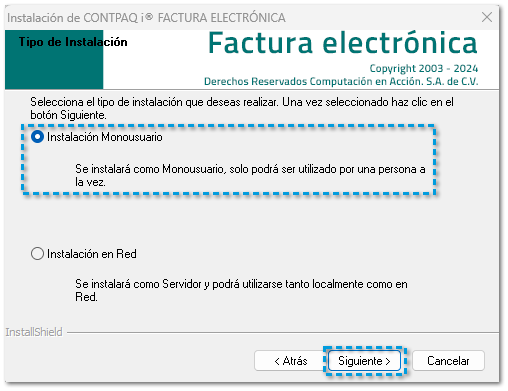 Instalación de CONTPAQ i® FACTURA ELECTRÓNICA
Tipo de Instalación
Factura electrónica
Copyright 2003 - 2024
Derechos Reservados Computación en Acción. S.A. de C.V.
Selecciona el tipo de instalación que deseas realizar. Una vez seleccionado haz clic en el
botón Siguiente.
Instalación Monousuario
Se instalará como Monousuario, solo podrá ser utilizado por una persona a
la vez.
Instalación en Red
Se instalará como Servidor y podrá utilizarse tanto localmente como en
Red.
InstallShield
< Atrás
Siguiente >
Cancelar